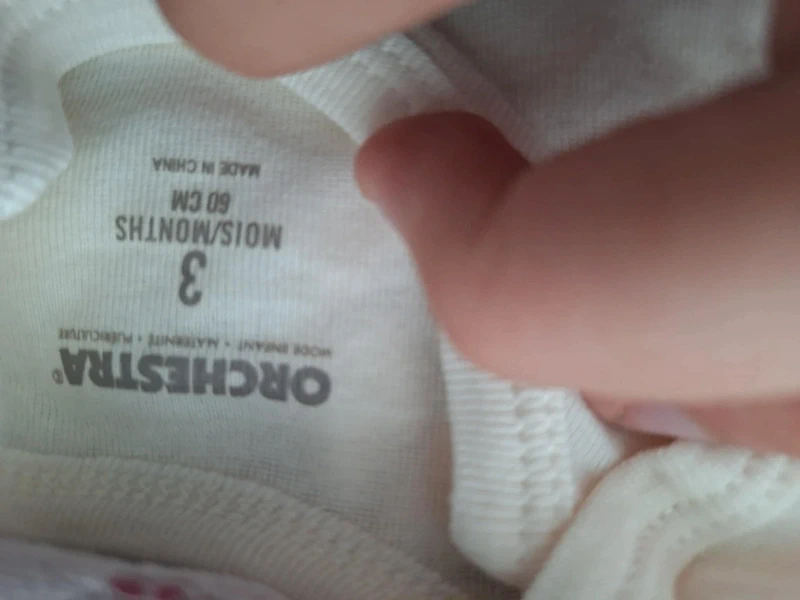 ORCHESTRA®
MODE ENFANT • MATERNITÉ • PUÉRICULTURE
3
MOIS/MONTHS
60 CM
MADE IN CHINA